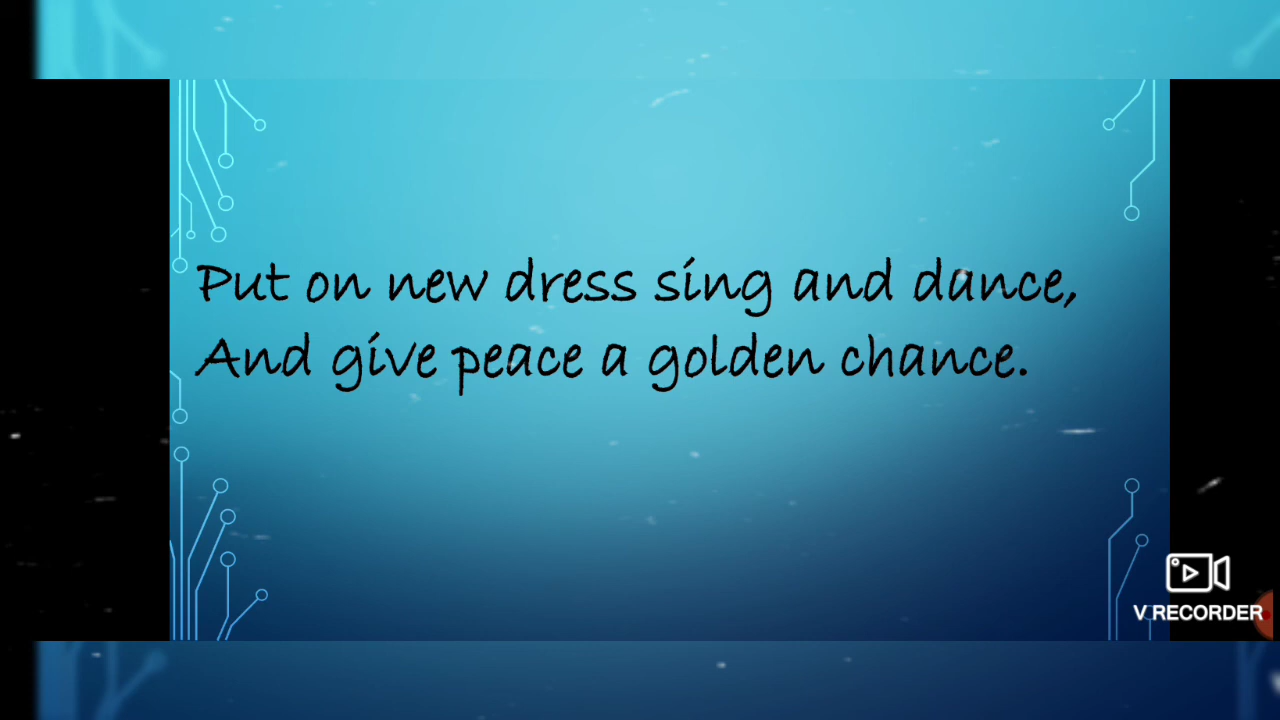 Put on new dress sing and dance,
And give peace a golden chance.
V RECORDER